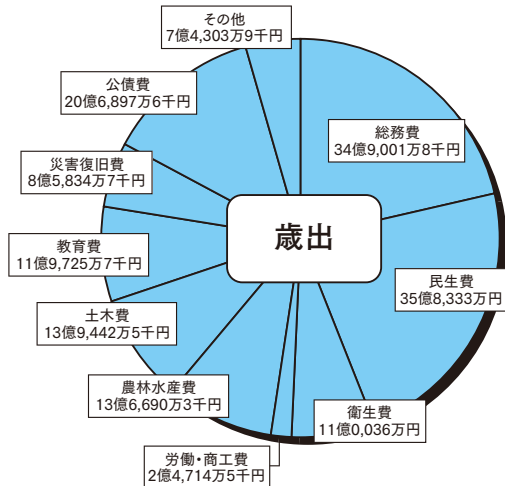 その他
7億4,303万9千円
総務費
34億9,001万8千円
民生費
35億8,333万円
衛生費
11億0,036万円
労働・商工費
2億4,714万5千円
農林水産費
13億6,690万3千円
土木費
13億9,442万5千円
教育費
11億9,725万7千円
災害復旧費
8億5,834万7千円
公債費
20億6,897万6千円
歳出